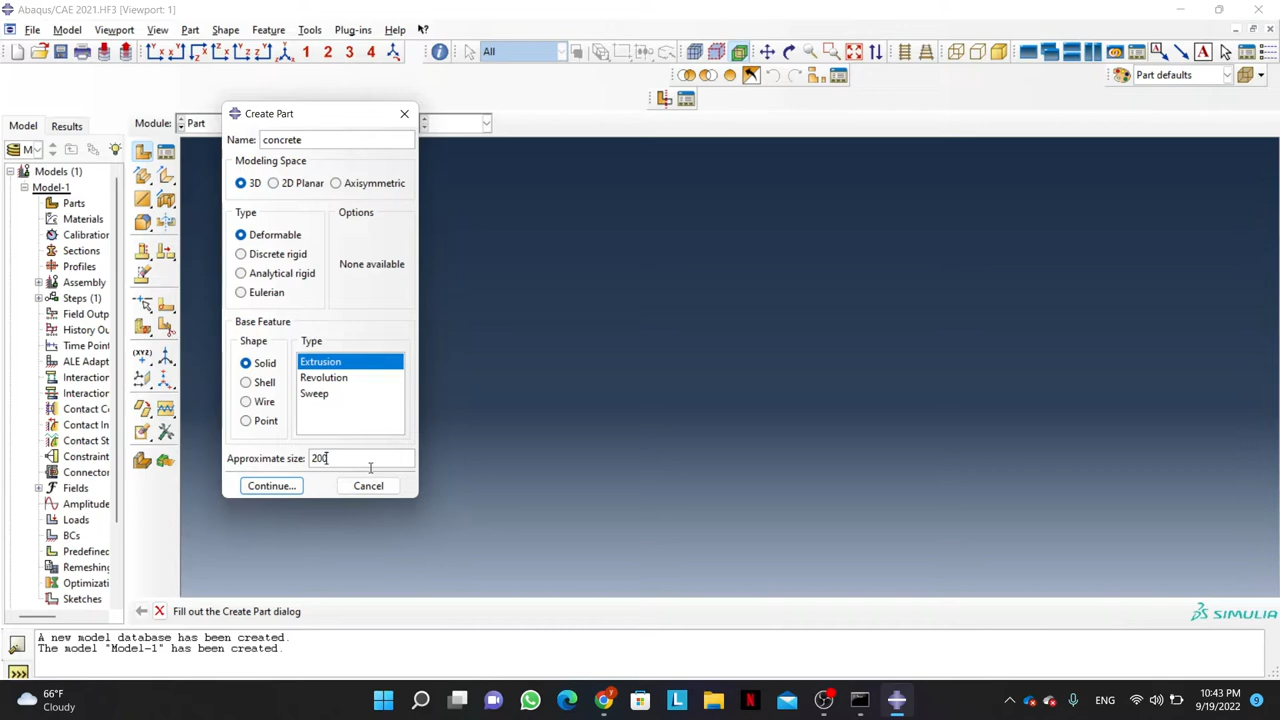 Abaqus/CAE 2021.HF3 [Viewport: 1]
File Model Viewport View Part Shape Feature Tools Plug-ins Help
1 2 3 4 All
Part defaults
Model Results Module: Part
M
Models (1)
Model-1
Parts
Materials
Calibration
Sections
Profiles
Assembly
Steps (1)
Field Outp
History Ou
Time Point
ALE Adapt
Interaction
Interaction
Contact Co
Contact In
Contact St
Constraint
Connector
Fields
Amplitude
Loads
BCs
Predefined
Remeshing
Optimizati
Sketches
(XYZ)
Create Part
Name: concrete
Modeling Space
3D 2D Planar Axisymmetric
Type Options
Deformable
Discrete rigid
Analytical rigid
Eulerian
None available
Base Feature
Shape Type
Solid
Shell
Wire
Point
Extrusion
Revolution
Sweep
Approximate size: 200
Continue... Cancel
Fill out the Create Part dialog
SIMULIA
A new model database has been created.
The model "Model-1" has been created.
>>>
66°F
Cloudy
ENG
10:43 PM
9/19/2022